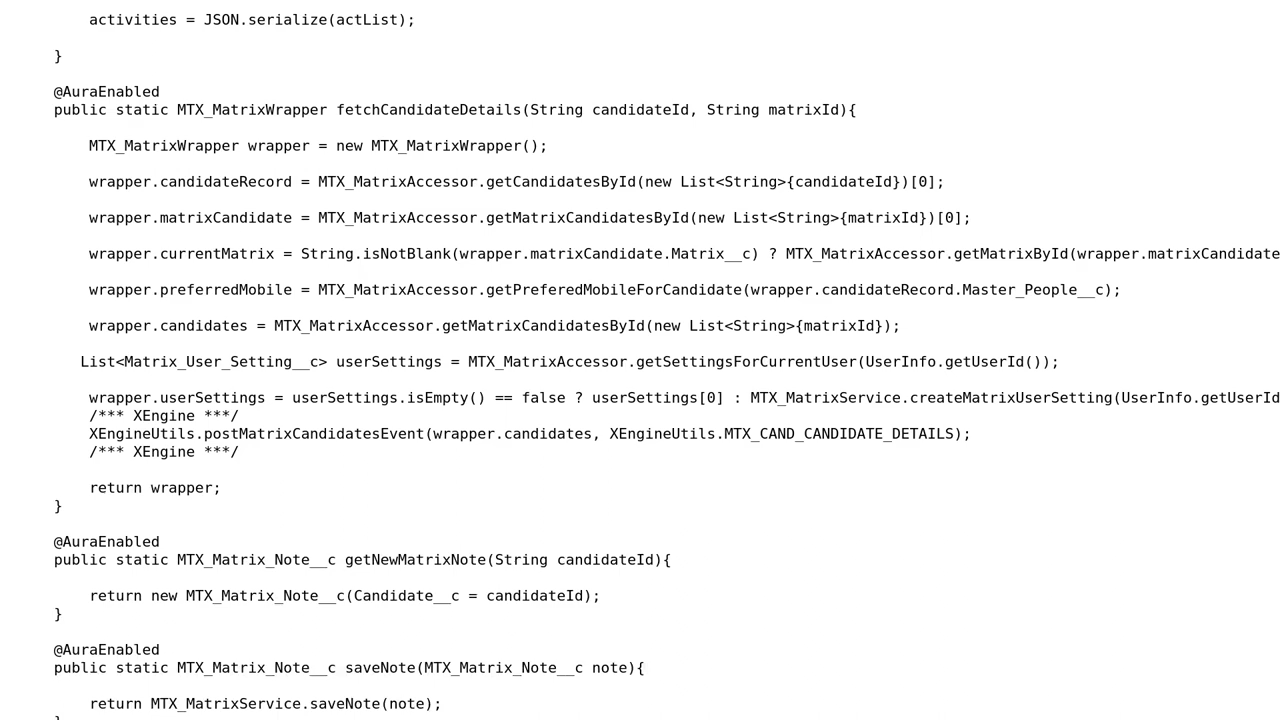 activities = JSON.serialize(actList);
}
@AuraEnabled
public static MTX_MatrixWrapper fetchCandidateDetails(String candidateId, String matrixId){
MTX_MatrixWrapper wrapper = new MTX_MatrixWrapper();
wrapper.candidateRecord = MTX_MatrixAccessor.getCandidatesById(new List<String>{candidateId})[0];
wrapper.matrixCandidate = MTX_MatrixAccessor.getMatrixCandidatesById(new List<String>{matrixId})[0];
wrapper.currentMatrix = String.isNotBlank(wrapper.matrixCandidate.Matrix__c) ? MTX_MatrixAccessor.getMatrixById(wrapper.matrixCandidate
wrapper.preferredMobile = MTX_MatrixAccessor.getPreferedMobileForCandidate(wrapper.candidateRecord.Master_People__c);
wrapper.candidates = MTX_MatrixAccessor.getMatrixCandidatesById(new List<String>{matrixId});
List<Matrix_User_Setting__c> userSettings = MTX_MatrixAccessor.getSettingsForCurrentUser(UserInfo.getUserId());
wrapper.userSettings = userSettings.isEmpty() == false ? userSettings[0] : MTX_MatrixService.createMatrixUserSetting(UserInfo.getUserId
/*** XEngine ***/
XEngineUtils.postMatrixCandidatesEvent(wrapper.candidates, XEngineUtils.MTX_CAND_CANDIDATE_DETAILS);
/*** XEngine ***/
return wrapper;
}
@AuraEnabled
public static MTX_Matrix_Note__c getNewMatrixNote(String candidateId){
return new MTX_Matrix_Note__c(Candidate__c = candidateId);
}
@AuraEnabled
public static MTX_Matrix_Note__c saveNote(MTX_Matrix_Note__c note){
return MTX_MatrixService.saveNote(note);
}